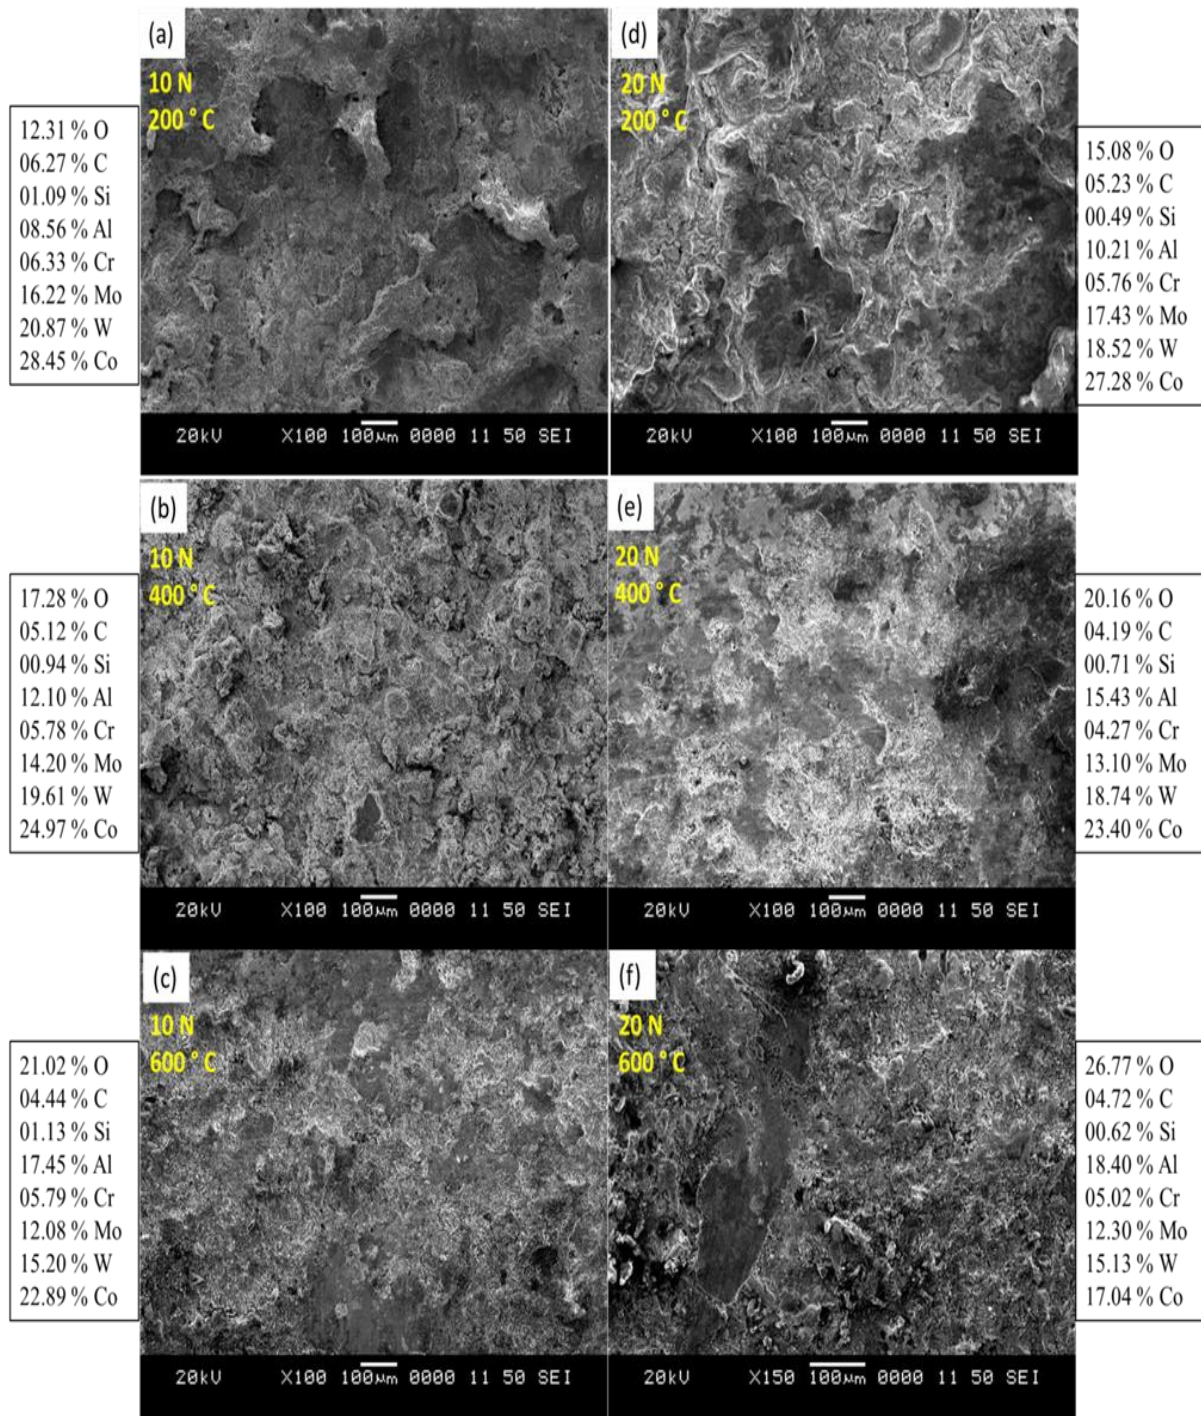 (a)
10 N
200 ° C
12.31 % O
06.27 % C
01.09 % Si
08.56 % Al
06.33 % Cr
16.22 % Mo
20.87 % W
28.45 % Co
20kV X100 100µm 0000 11 50 SEI
(d)
20 N
200 ° C
15.08 % O
05.23 % C
00.49 % Si
10.21 % Al
05.76 % Cr
17.43 % Mo
18.52 % W
27.28 % Co
20kV X100 100µm 0000 11 50 SEI
(b)
10 N
400 ° C
17.28 % O
05.12 % C
00.94 % Si
12.10 % Al
05.78 % Cr
14.20 % Mo
19.61 % W
24.97 % Co
20kV X100 100µm 0000 11 50 SEI
(e)
20 N
400 ° C
20.16 % O
04.19 % C
00.71 % Si
15.43 % Al
04.27 % Cr
13.10 % Mo
18.74 % W
23.40 % Co
20kV X100 100µm 0000 11 50 SEI
(c)
10 N
600 ° C
21.02 % O
04.44 % C
01.13 % Si
17.45 % Al
05.79 % Cr
12.08 % Mo
15.20 % W
22.89 % Co
20kV X100 100µm 0000 11 50 SEI
(f)
20 N
600 ° C
26.77 % O
04.72 % C
00.62 % Si
18.40 % Al
05.02 % Cr
12.30 % Mo
15.13 % W
17.04 % Co
20kV X150 100µm 0000 11 50 SEI